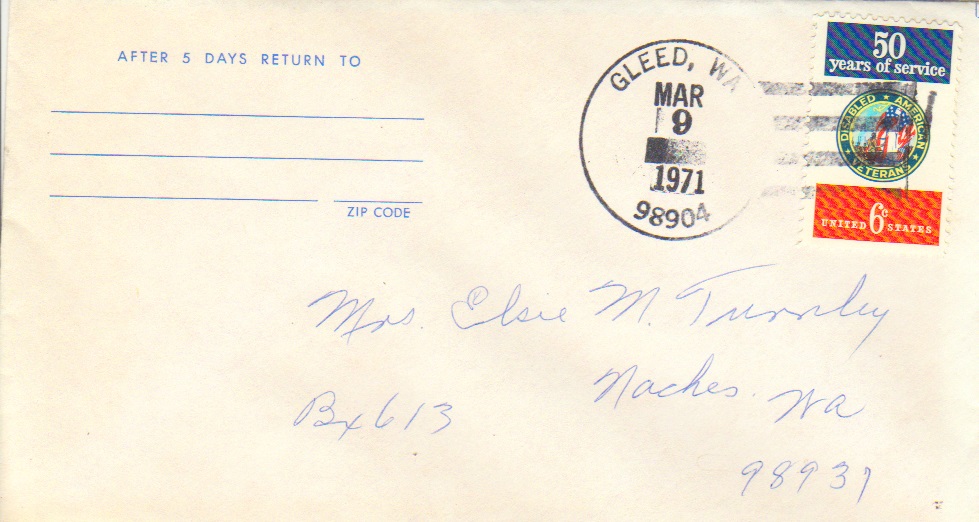 AFTER 5 DAYS RETURN TO
ZIP CODE
GLEED, WA
MAR
9
1971
98904
50
years of service
DISABLED ★ AMERICAN ★ VETERANS ★
UNITED 6c STATES
Mrs. Elsie M. Turnley
Naches. Wa
Bx 613
98937